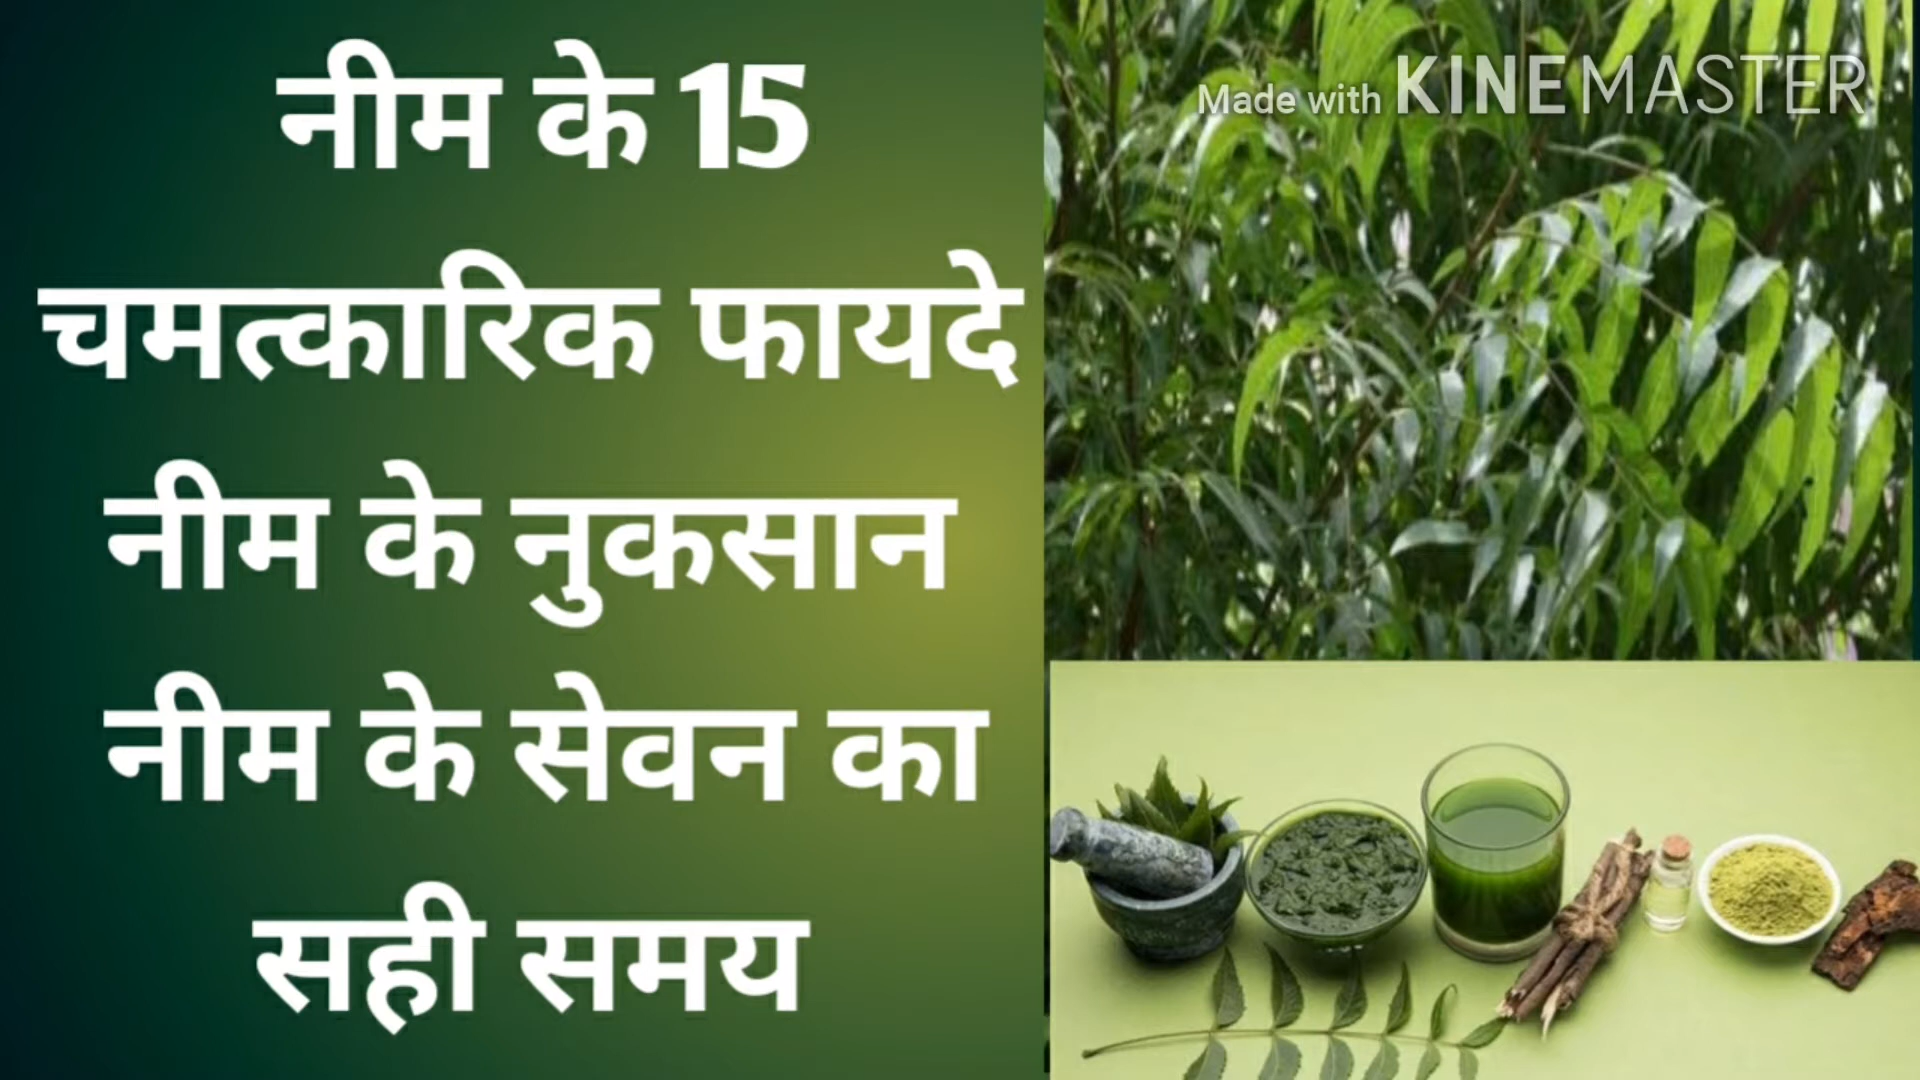 नीम के 15
चमत्कारिक फायदे
नीम के नुकसान
नीम के सेवन का
सही समय
Made with KINEMASTER